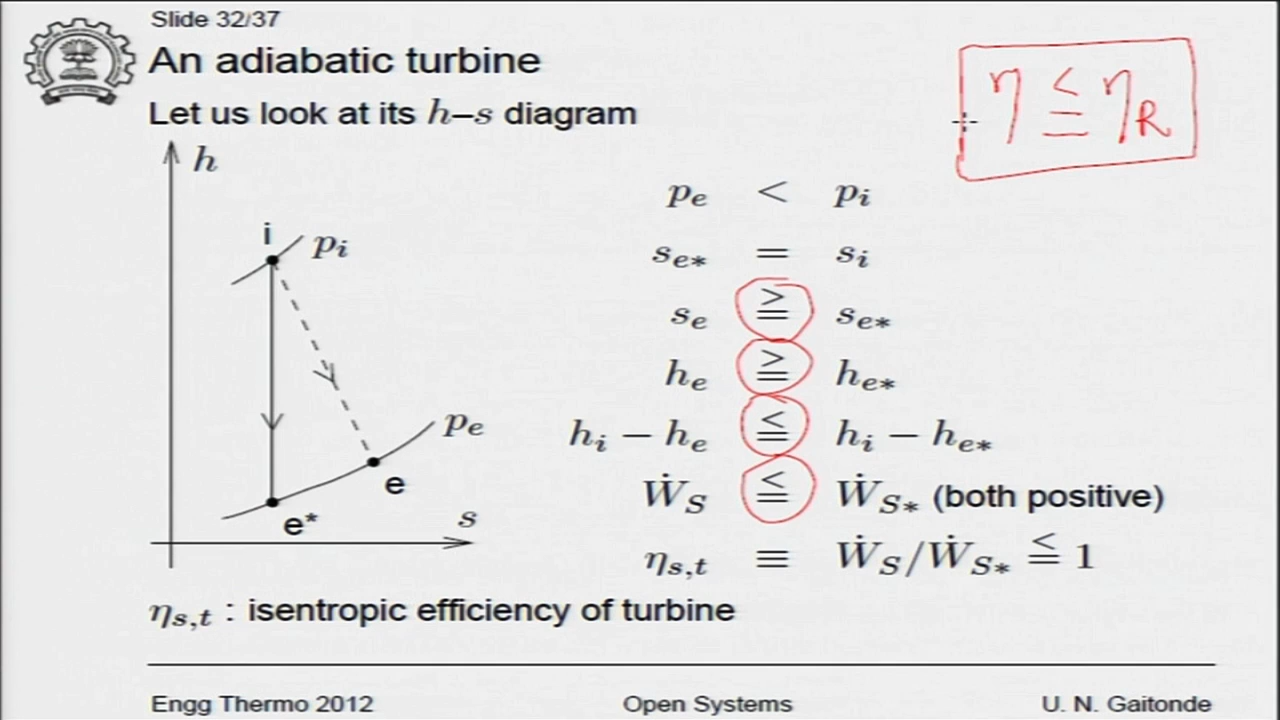 Slide 32/37
An adiabatic turbine
Let us look at its h–s diagram
η ≦ η_R
h
i
p_i
p_e
e
e*
s
p_e < p_i
s_e* = s_i
s_e ≧ s_e*
h_e ≧ h_e*
h_i − h_e ≦ h_i − h_e*
Ẇ_S ≦ Ẇ_S* (both positive)
η_s,t ≡ Ẇ_S/Ẇ_S* ≦ 1
η_s,t : isentropic efficiency of turbine
Engg Thermo 2012 Open Systems U. N. Gaitonde